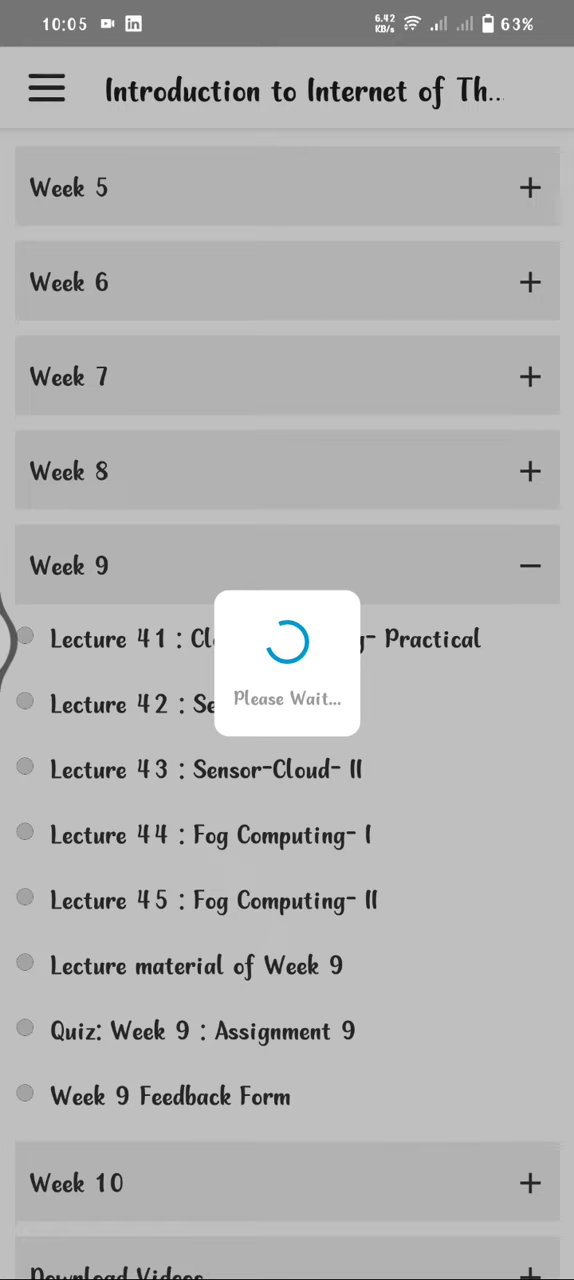 10:05 in 6.42 KB/s 63%
Introduction to Internet of Th...
Week 5
Week 6
Week 7
Week 8
Week 9
Lecture 41 : Cl - Practical
Please Wait...
Lecture 42 : Se
Lecture 43 : Sensor-Cloud- II
Lecture 44 : Fog Computing- I
Lecture 45 : Fog Computing- II
Lecture material of Week 9
Quiz: Week 9 : Assignment 9
Week 9 Feedback Form
Week 10
Download Videos